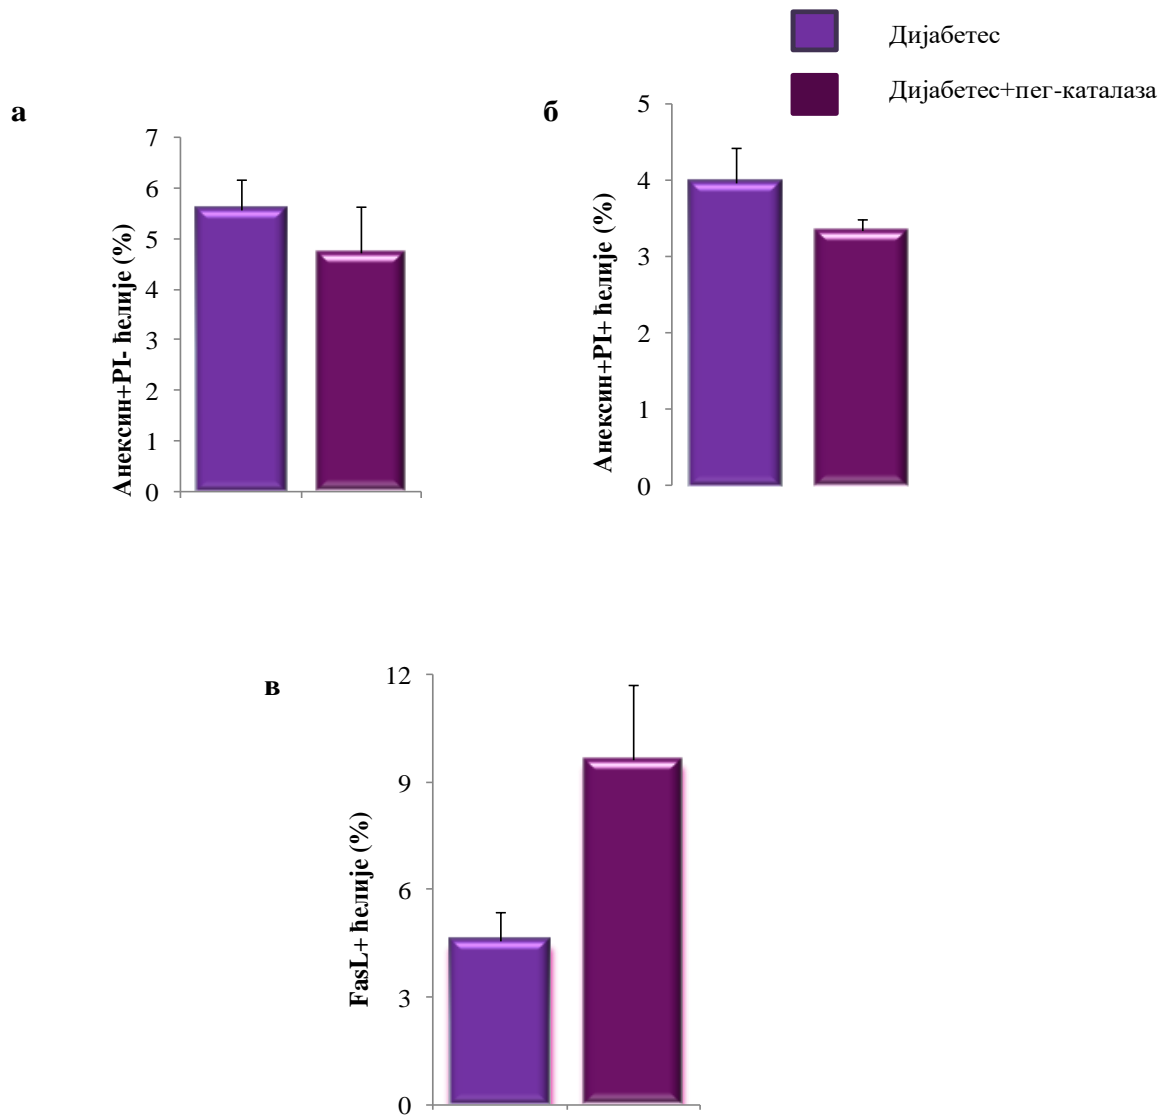 Дијабетес
Дијабетес+пег-каталаза
а
Анексин+PI- ћелије (%)
7
6
5
4
3
2
1
0
б
Анексин+PI+ ћелије (%)
5
4
3
2
1
0
в
FasL+ ћелије (%)
12
9
6
3
0